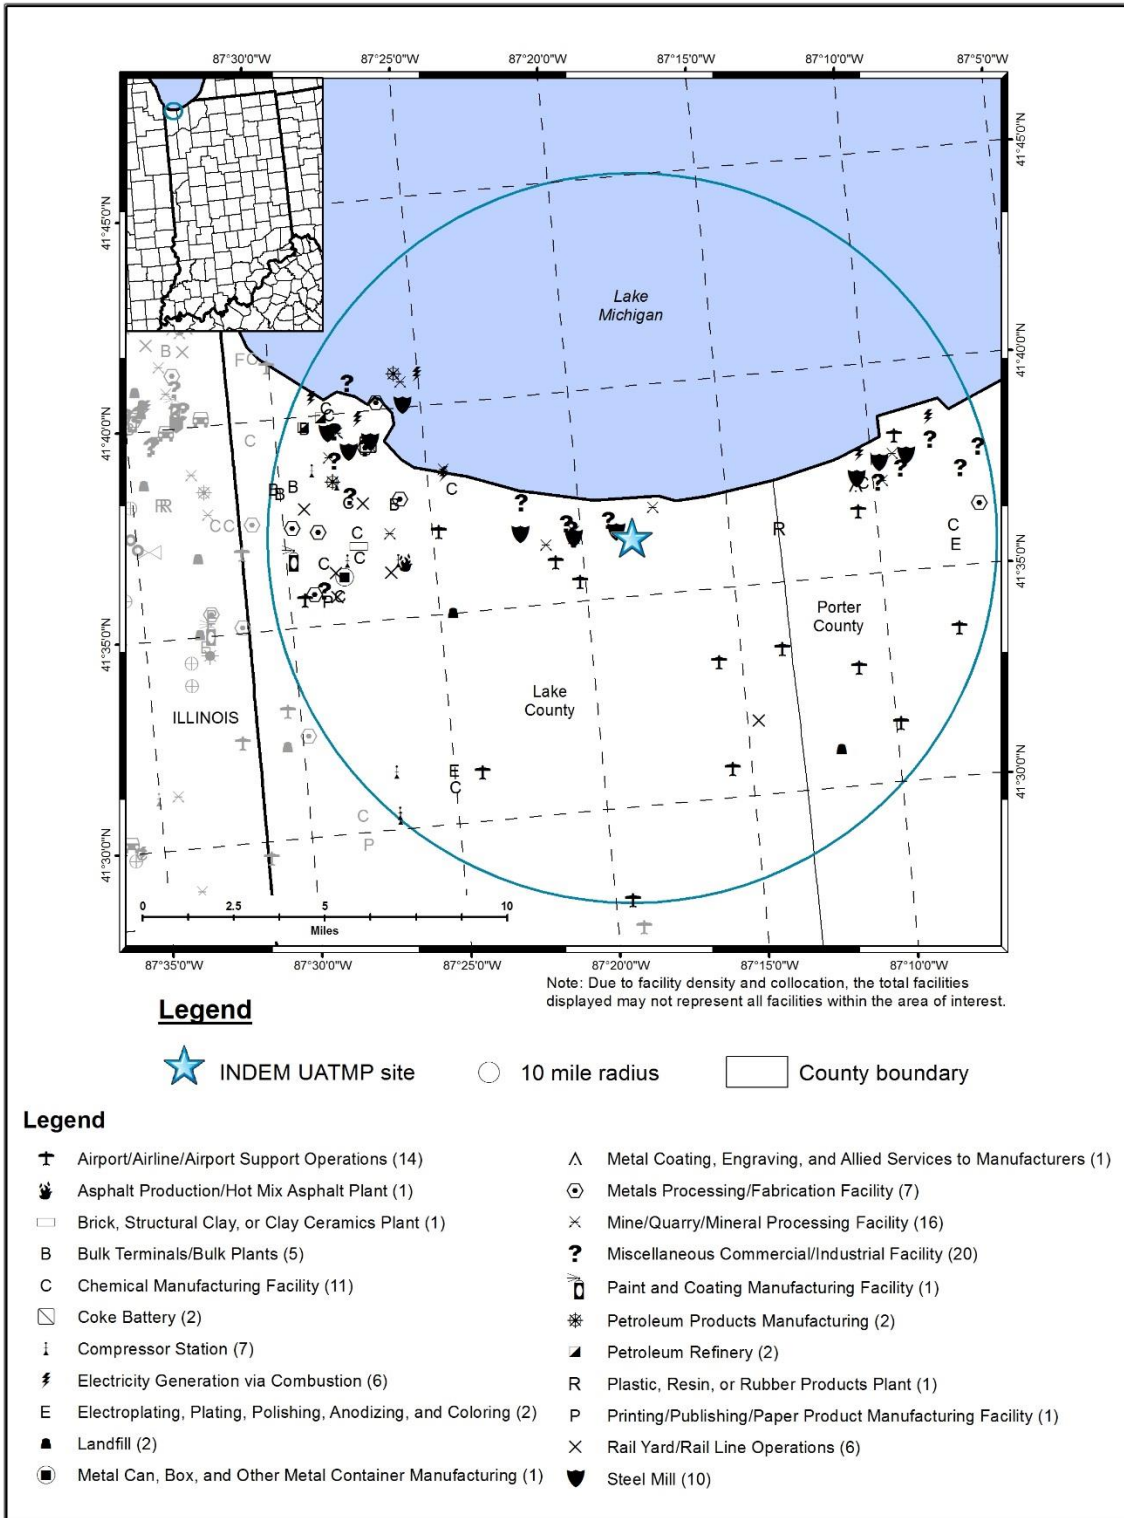 87°30'0"W 87°25'0"W 87°20'0"W 87°15'0"W 87°10'0"W 87°5'0"W
41°45'0"N
41°45'0"N
Lake
Michigan
41°40'0"N
41°40'0"N
41°35'0"N
Porter
County
41°35'0"N
Lake
County
ILLINOIS
41°30'0"N
41°30'0"N
0 2.5 5 10
Miles
87°35'0"W 87°30'0"W 87°25'0"W 87°20'0"W 87°15'0"W 87°10'0"W
Note: Due to facility density and collocation, the total facilities
displayed may not represent all facilities within the area of interest.
Legend
INDEM UATMP site 10 mile radius County boundary
Legend
Airport/Airline/Airport Support Operations (14)
Asphalt Production/Hot Mix Asphalt Plant (1)
Brick, Structural Clay, or Clay Ceramics Plant (1)
B Bulk Terminals/Bulk Plants (5)
C Chemical Manufacturing Facility (11)
Coke Battery (2)
Compressor Station (7)
Electricity Generation via Combustion (6)
E Electroplating, Plating, Polishing, Anodizing, and Coloring (2)
Landfill (2)
Metal Can, Box, and Other Metal Container Manufacturing (1)
Metal Coating, Engraving, and Allied Services to Manufacturers (1)
Metals Processing/Fabrication Facility (7)
Mine/Quarry/Mineral Processing Facility (16)
? Miscellaneous Commercial/Industrial Facility (20)
Paint and Coating Manufacturing Facility (1)
Petroleum Products Manufacturing (2)
Petroleum Refinery (2)
R Plastic, Resin, or Rubber Products Plant (1)
P Printing/Publishing/Paper Product Manufacturing Facility (1)
Rail Yard/Rail Line Operations (6)
Steel Mill (10)